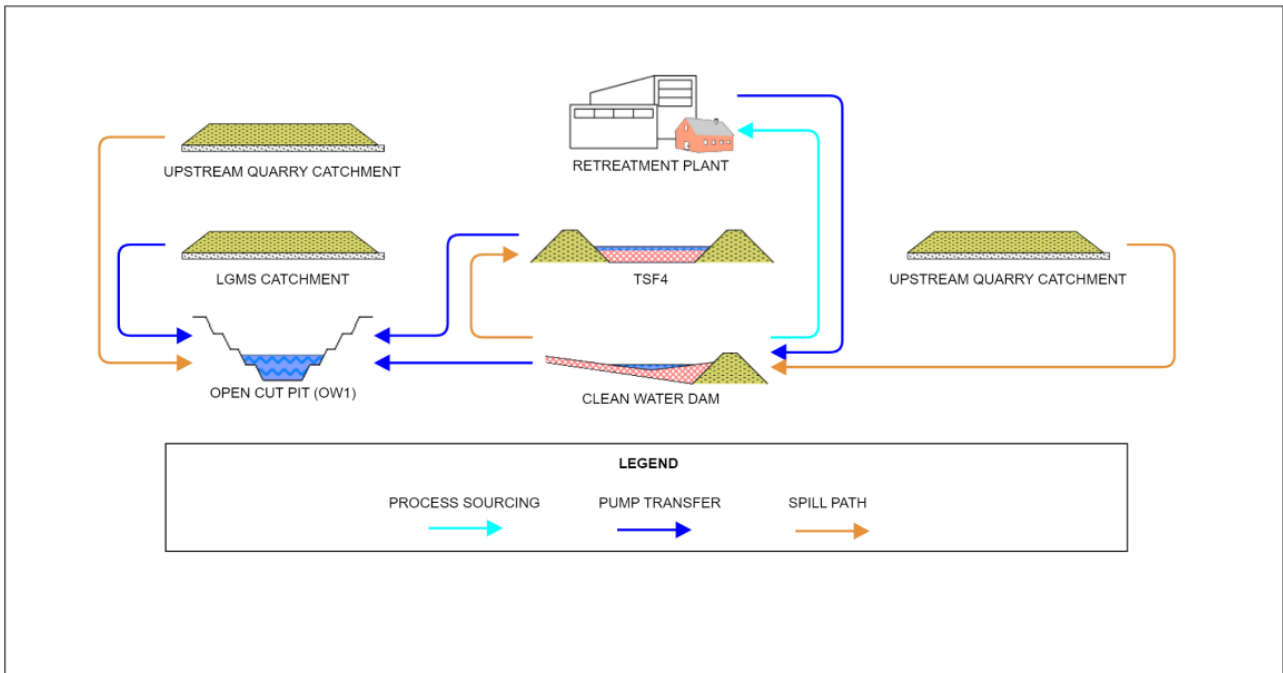 RETREATMENT PLANT
UPSTREAM QUARRY CATCHMENT
LGMS CATCHMENT
TSF4
UPSTREAM QUARRY CATCHMENT
OPEN CUT PIT (OW1)
CLEAN WATER DAM
LEGEND
PROCESS SOURCING
PUMP TRANSFER
SPILL PATH